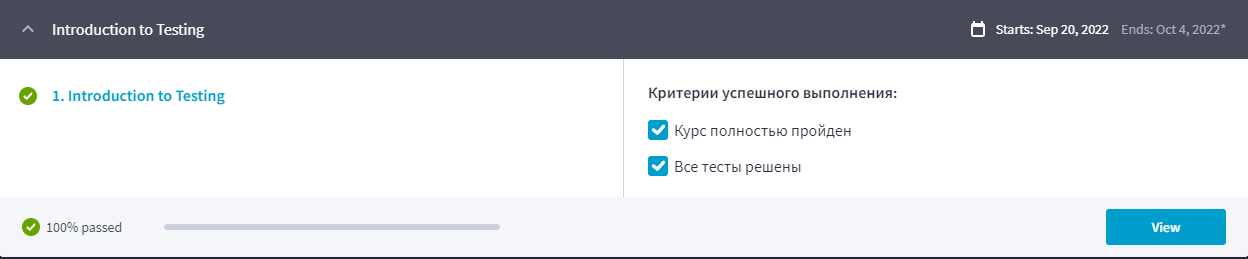 Introduction to Testing
Starts: Sep 20, 2022 Ends: Oct 4, 2022*
1. Introduction to Testing
Критерии успешного выполнения:
Курс полностью пройден
Все тесты решены
100% passed
View